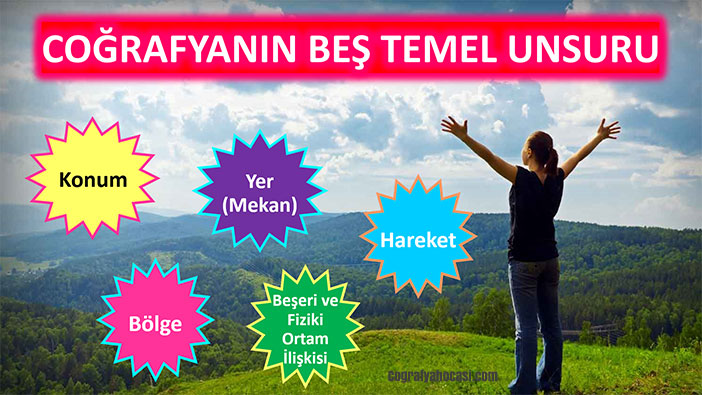 COĞRAFYANIN BEŞ TEMEL UNSURU
Konum
Yer
(Mekan)
Hareket
Bölge
Beşeri ve
Fiziki
Ortam
İlişkisi
cografyahocasi.com